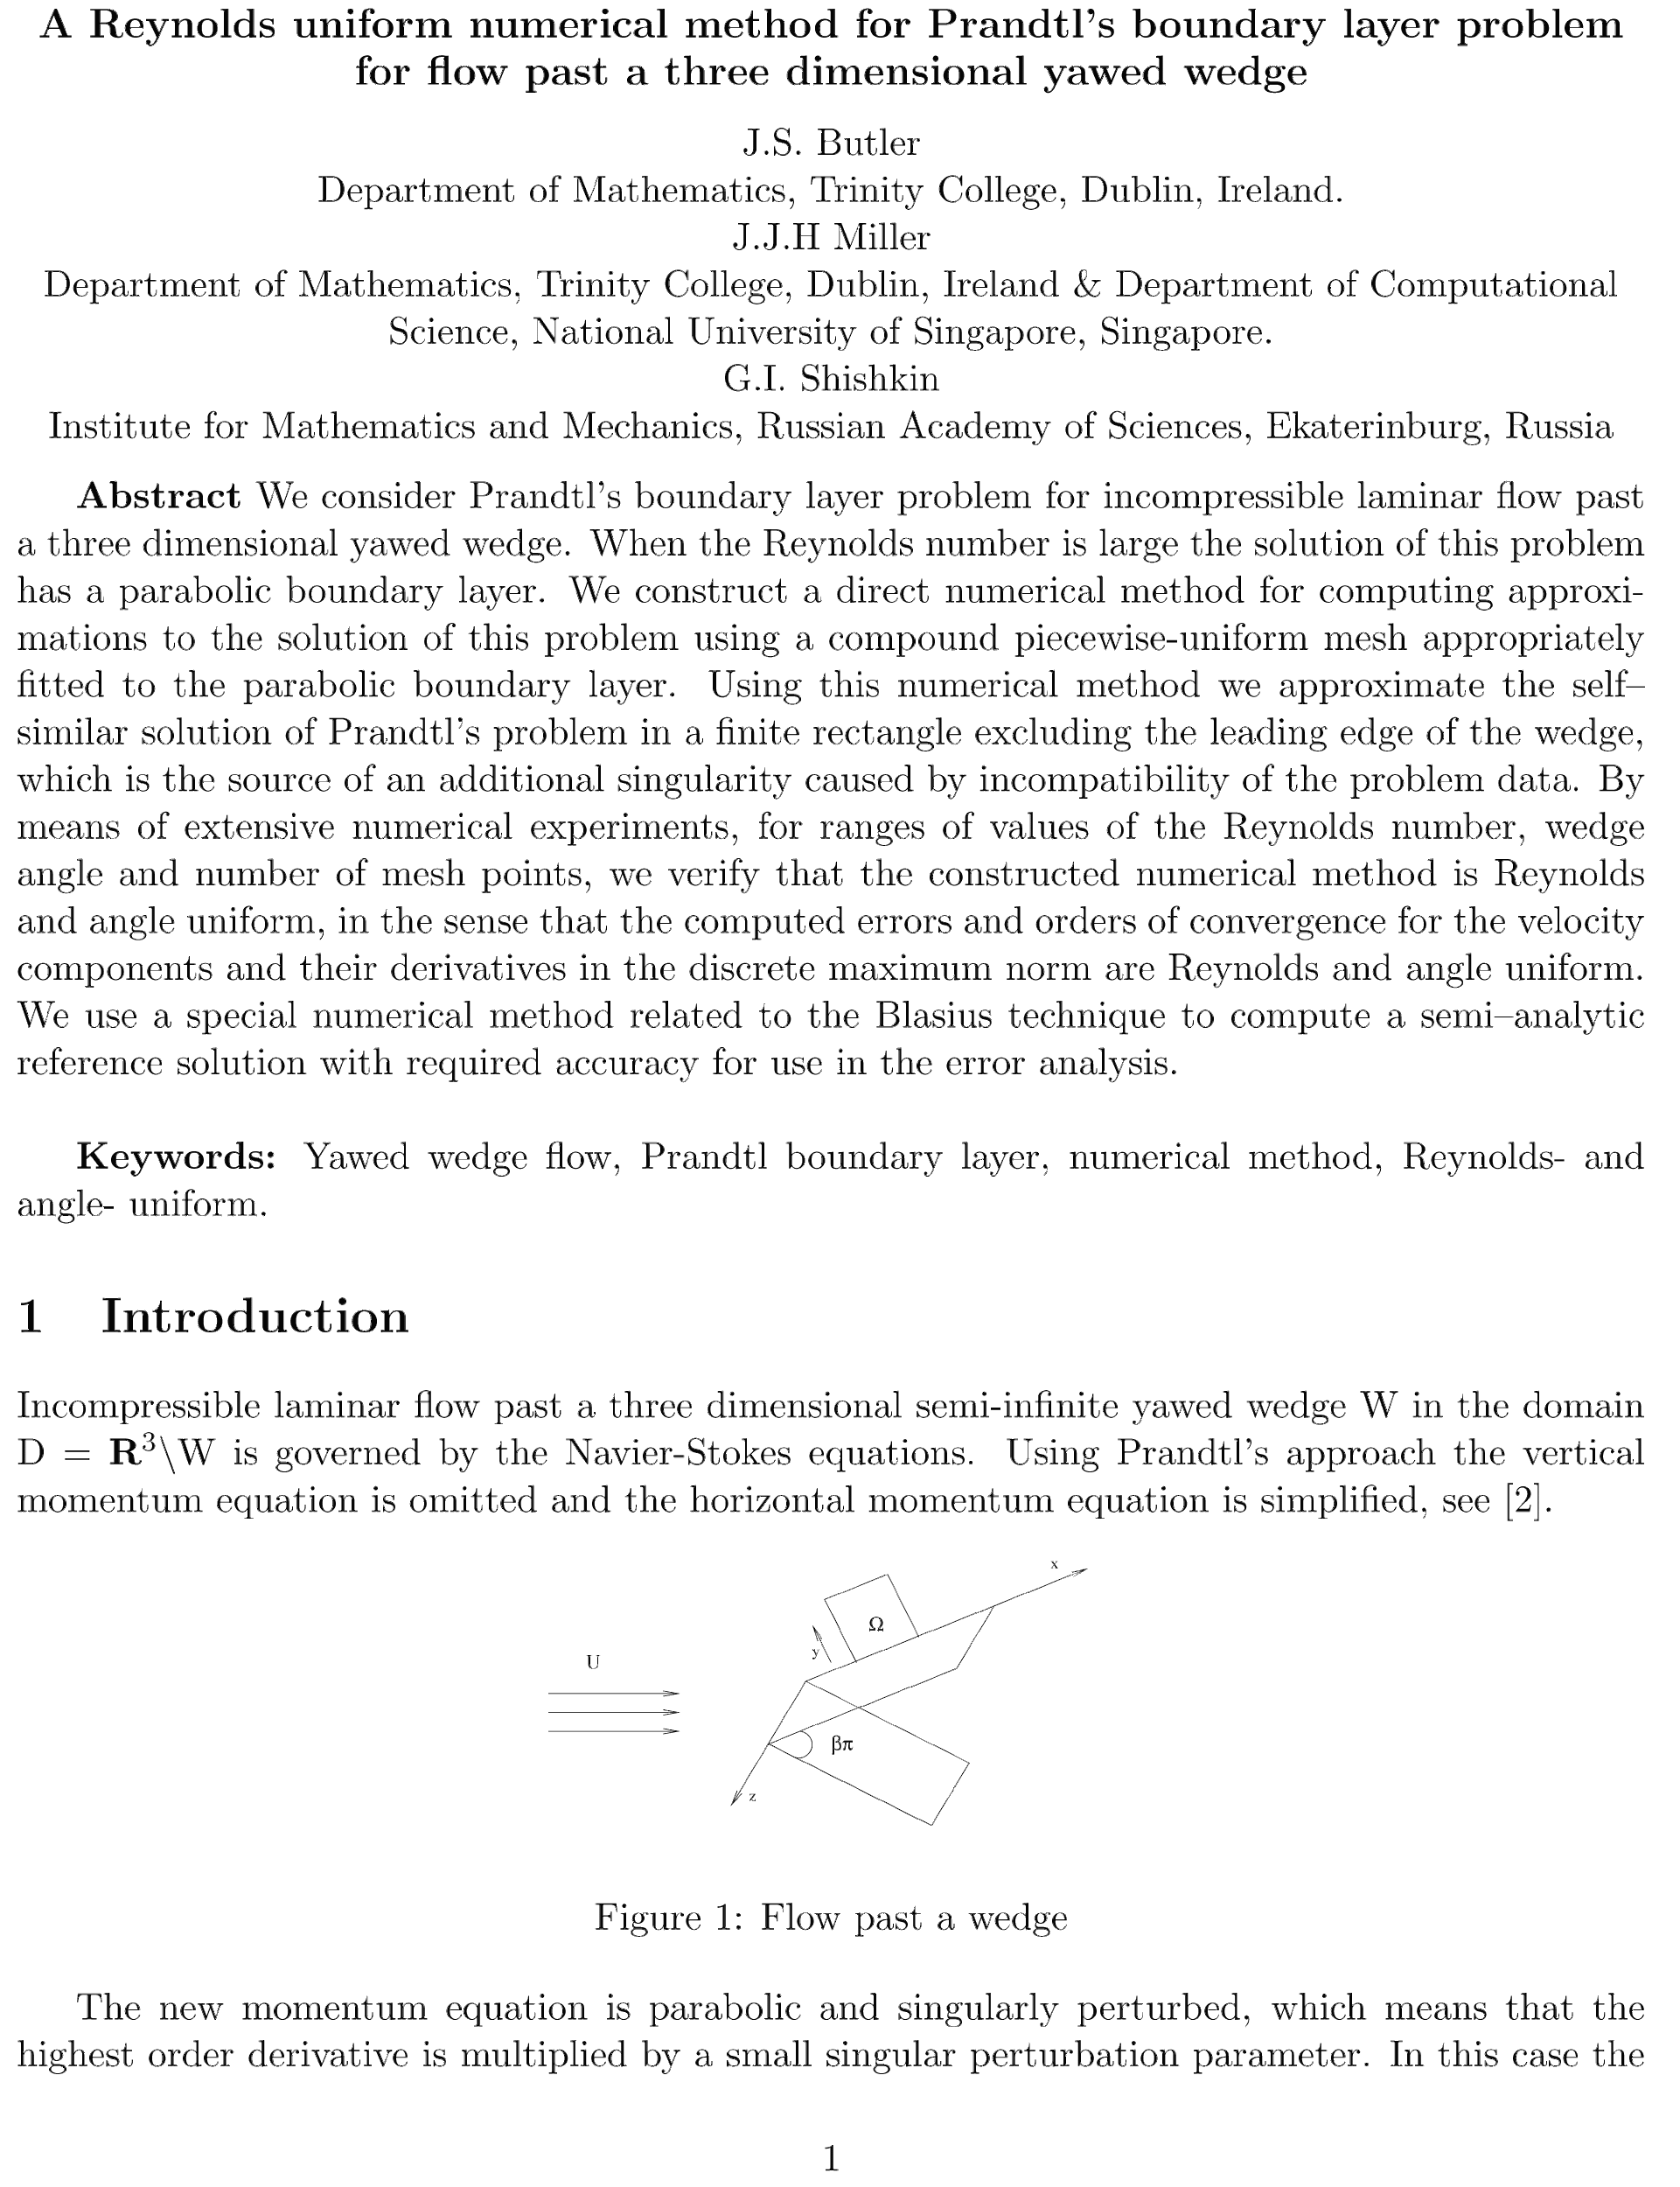 A Reynolds uniform numerical method for Prandtl's boundary layer problem
for flow past a three dimensional yawed wedge
J.S. Butler
Department of Mathematics, Trinity College, Dublin, Ireland.
J.J.H Miller
Department of Mathematics, Trinity College, Dublin, Ireland & Department of Computational
Science, National University of Singapore, Singapore.
G.I. Shishkin
Institute for Mathematics and Mechanics, Russian Academy of Sciences, Ekaterinburg, Russia
Abstract We consider Prandtl's boundary layer problem for incompressible laminar flow past
a three dimensional yawed wedge. When the Reynolds number is large the solution of this problem
has a parabolic boundary layer. We construct a direct numerical method for computing approxi-
mations to the solution of this problem using a compound piecewise-uniform mesh appropriately
fitted to the parabolic boundary layer. Using this numerical method we approximate the self–
similar solution of Prandtl's problem in a finite rectangle excluding the leading edge of the wedge,
which is the source of an additional singularity caused by incompatibility of the problem data. By
means of extensive numerical experiments, for ranges of values of the Reynolds number, wedge
angle and number of mesh points, we verify that the constructed numerical method is Reynolds
and angle uniform, in the sense that the computed errors and orders of convergence for the velocity
components and their derivatives in the discrete maximum norm are Reynolds and angle uniform.
We use a special numerical method related to the Blasius technique to compute a semi–analytic
reference solution with required accuracy for use in the error analysis.
Keywords: Yawed wedge flow, Prandtl boundary layer, numerical method, Reynolds- and
angle- uniform.
1 Introduction
Incompressible laminar flow past a three dimensional semi-infinite yawed wedge W in the domain
D = R³\W is governed by the Navier-Stokes equations. Using Prandtl's approach the vertical
momentum equation is omitted and the horizontal momentum equation is simplified, see [2].
x
Ω
y
U
βπ
z
Figure 1: Flow past a wedge
The new momentum equation is parabolic and singularly perturbed, which means that the
highest order derivative is multiplied by a small singular perturbation parameter. In this case the
1